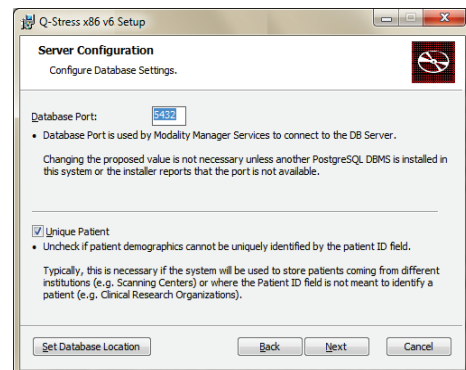 Q-Stress x86 v6 Setup
Server Configuration
Configure Database Settings.
Database Port:
5432
• Database Port is used by Modality Manager Services to connect to the DB Server.
Changing the proposed value is not necessary unless another PostgreSQL DBMS is installed in
this system or the installer reports that the port is not available.
Unique Patient
• Uncheck if patient demographics cannot be uniquely identified by the patient ID field.
Typically, this is necessary if the system will be used to store patients coming from different
institutions (e.g. Scanning Centers) or where the Patient ID field is not meant to identify a
patient (e.g. Clinical Research Organizations).
Set Database Location
Back
Next
Cancel